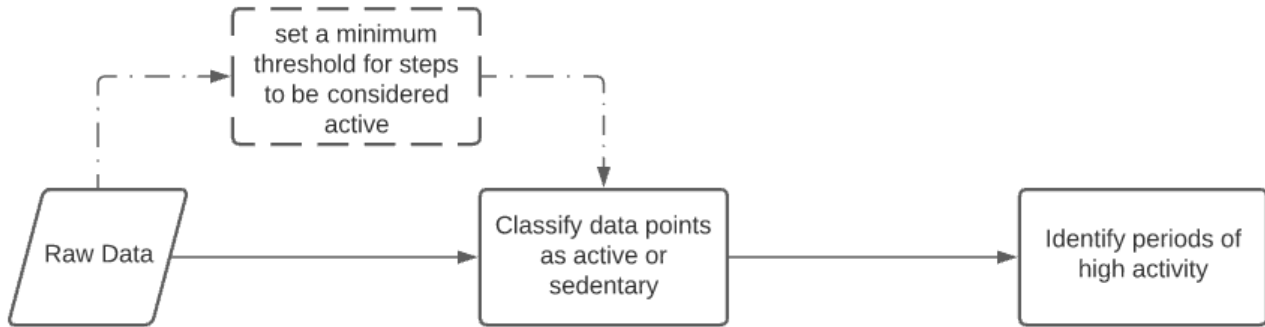 set a minimum
threshold for steps
to be considered
active
Raw Data
Classify data points
as active or
sedentary
Identify periods of
high activity